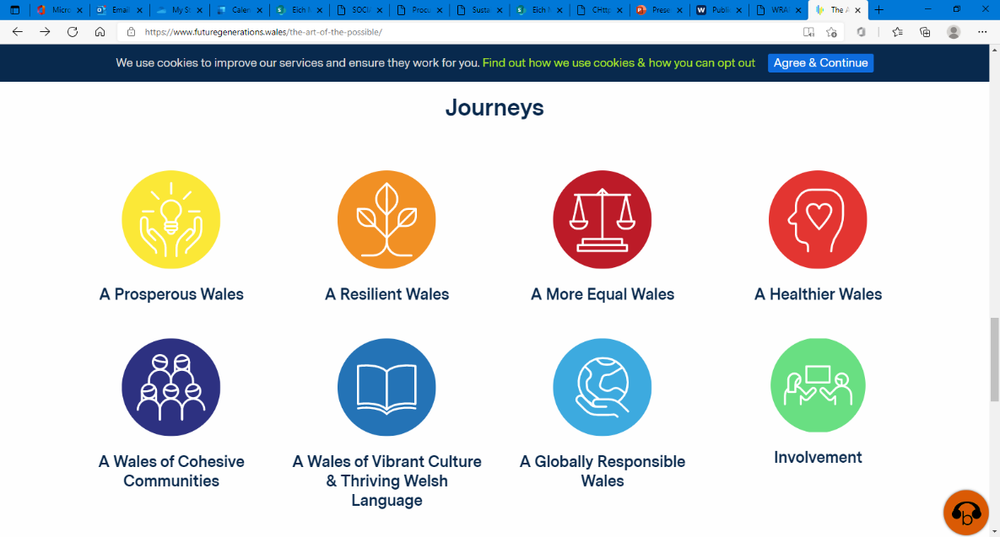 Micro
Email
My Si
Calen
Eich M
SOCI
Procu
Susta
Eich M
CHttp
Prese
Public
WRA
The A
https://www.futuregenerations.wales/the-art-of-the-possible/
We use cookies to improve our services and ensure they work for you. Find out how we use cookies & how you can opt out
Agree & Continue
Journeys
A Prosperous Wales
A Resilient Wales
A More Equal Wales
A Healthier Wales
A Wales of Cohesive
Communities
A Wales of Vibrant Culture
& Thriving Welsh
Language
A Globally Responsible
Wales
Involvement